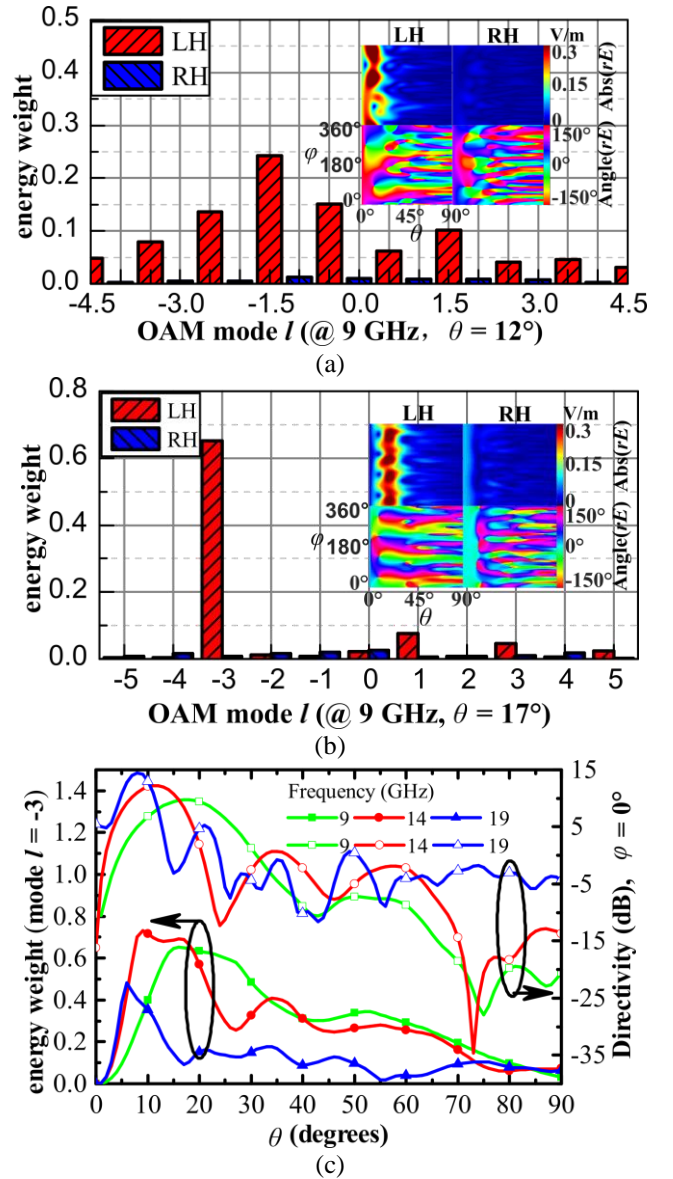 0.5
0.4
0.3
0.2
0.1
0.0
energy weight
LH
RH
LH RH V/m
0.3
0.15
0
Abs(rE)
360°
φ 180°
0°
150°
0°
-150°
Angle(rE)
0° 45° 90°
θ
-4.5 -3.0 -1.5 0.0 1.5 3.0 4.5
OAM mode l (@ 9 GHz, θ = 12°)
(a)
0.8
0.6
0.4
0.2
0.0
energy weight
LH
RH
LH RH V/m
0.3
0.15
0
Abs(rE)
360°
φ 180°
0°
150°
0°
-150°
Angle(rE)
0° 45° 90°
θ
-5 -4 -3 -2 -1 0 1 2 3 4 5
OAM mode l (@ 9 GHz, θ = 17°)
(b)
1.4
1.2
1.0
0.8
0.6
0.4
0.2
0.0
energy weight (mode l = -3)
Frequency (GHz)
9 14 19
9 14 19
15
5
-5
-15
-25
-35
Directivity (dB), φ = 0°
0 10 20 30 40 50 60 70 80 90
θ (degrees)
(c)